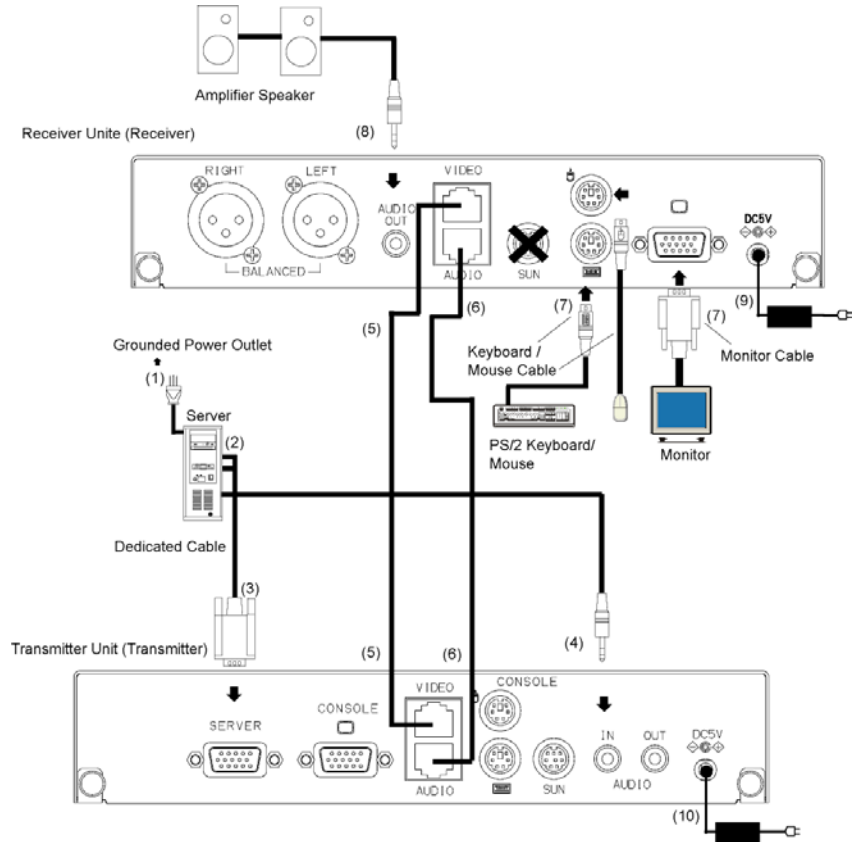 Amplifier Speaker
(8)
Receiver Unite (Receiver)
RIGHT
LEFT
BALANCED
AUDIO
OUT
VIDEO
AUDIO
SUN
DC5V
(5)
(6)
(7)
Keyboard /
Mouse Cable
(7)
Monitor Cable
(9)
PS/2 Keyboard/
Mouse
Monitor
Grounded Power Outlet
(1)
Server
(2)
Dedicated Cable
(3)
Transmitter Unit (Transmitter)
(5)
(6)
(4)
SERVER
CONSOLE
VIDEO
AUDIO
CONSOLE
SUN
IN
OUT
AUDIO
DC5V
(10)